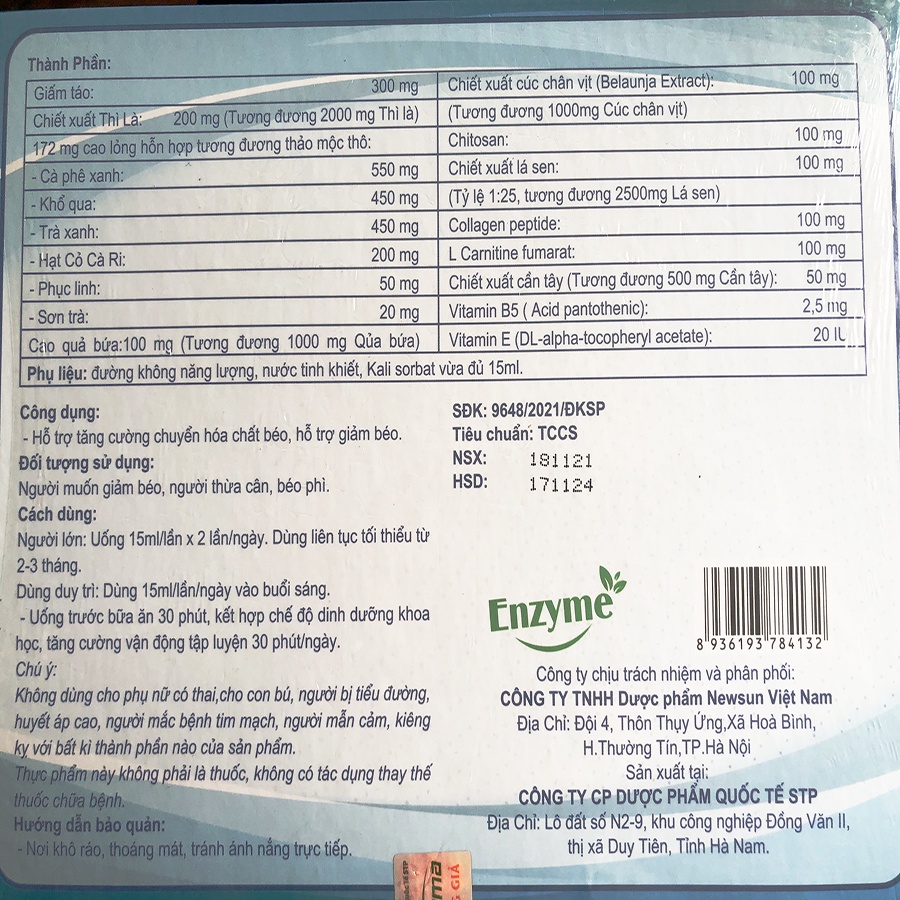 Thành Phần:
Giấm táo: 300 mg
Chiết xuất Thì Là: 200 mg (Tương đương 2000 mg Thì là)
172 mg cao lỏng hỗn hợp tương đương thảo mộc thô:
- Cà phê xanh: 550 mg
- Khổ qua: 450 mg
- Trà xanh: 450 mg
- Hạt Cỏ Cà Ri: 200 mg
- Phục linh: 50 mg
- Sơn trà: 20 mg
Cao quả bứa:100 mg (Tương đương 1000 mg Qủa bứa)
Chiết xuất cúc chân vịt (Belaunja Extract): 100 mg
(Tương đương 1000mg Cúc chân vịt)
Chitosan: 100 mg
Chiết xuất lá sen: 100 mg
(Tỷ lệ 1:25, tương đương 2500mg Lá sen)
Collagen peptide: 100 mg
L Carnitine fumarat: 100 mg
Chiết xuất cần tây (Tương đương 500 mg Cần tây): 50 mg
Vitamin B5 ( Acid pantothenic): 2,5 mg
Vitamin E (DL-alpha-tocopheryl acetate): 20 IU
Phụ liệu: đường không năng lượng, nước tinh khiết, Kali sorbat vừa đủ 15ml.
Công dụng:
- Hỗ trợ tăng cường chuyển hóa chất béo, hỗ trợ giảm béo.
Đối tượng sử dụng:
Người muốn giảm béo, người thừa cân, béo phì.
Cách dùng:
Người lớn: Uống 15ml/lần x 2 lần/ngày. Dùng liên tục tối thiểu từ
2-3 tháng.
Dùng duy trì: Dùng 15ml/lần/ngày vào buổi sáng.
- Uống trước bữa ăn 30 phút, kết hợp chế độ dinh dưỡng khoa
học, tăng cường vận động tập luyện 30 phút/ngày.
Chú ý:
Không dùng cho phụ nữ có thai,cho con bú, người bị tiểu đường,
huyết áp cao, người mắc bệnh tim mạch, người mẫn cảm, kiêng
kỵ với bất kì thành phần nào của sản phẩm.
Thực phẩm này không phải là thuốc, không có tác dụng thay thế
thuốc chữa bệnh.
Hướng dẫn bảo quản:
- Nơi khô ráo, thoáng mát, tránh ánh nắng trực tiếp.
SĐK: 9648/2021/ĐKSP
Tiêu chuẩn: TCCS
NSX: 181121
HSD: 171124
Enzyme
8 936193 784132
Công ty chịu trách nhiệm và phân phối:
CÔNG TY TNHH Dược phẩm Newsun Việt Nam
Địa Chỉ: Đội 4, Thôn Thụy Ứng,Xã Hoà Bình,
H.Thường Tín,TP.Hà Nội
Sản xuất tại:
CÔNG TY CP DƯỢC PHẨM QUỐC TẾ STP
Địa Chỉ: Lô đất số N2-9, khu công nghiệp Đồng Văn II,
thị xã Duy Tiên, Tỉnh Hà Nam.